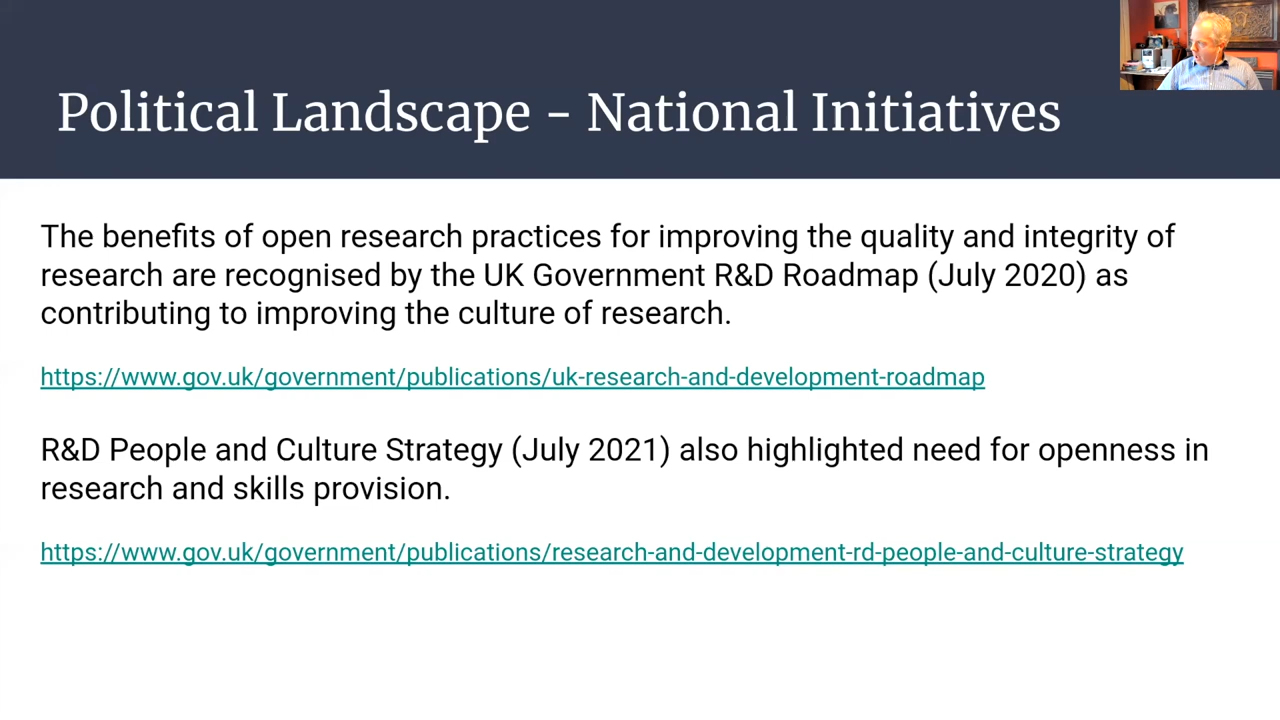 Political Landscape - National Initiatives
The benefits of open research practices for improving the quality and integrity of
research are recognised by the UK Government R&D Roadmap (July 2020) as
contributing to improving the culture of research.
https://www.gov.uk/government/publications/uk-research-and-development-roadmap
R&D People and Culture Strategy (July 2021) also highlighted need for openness in
research and skills provision.
https://www.gov.uk/government/publications/research-and-development-rd-people-and-culture-strategy